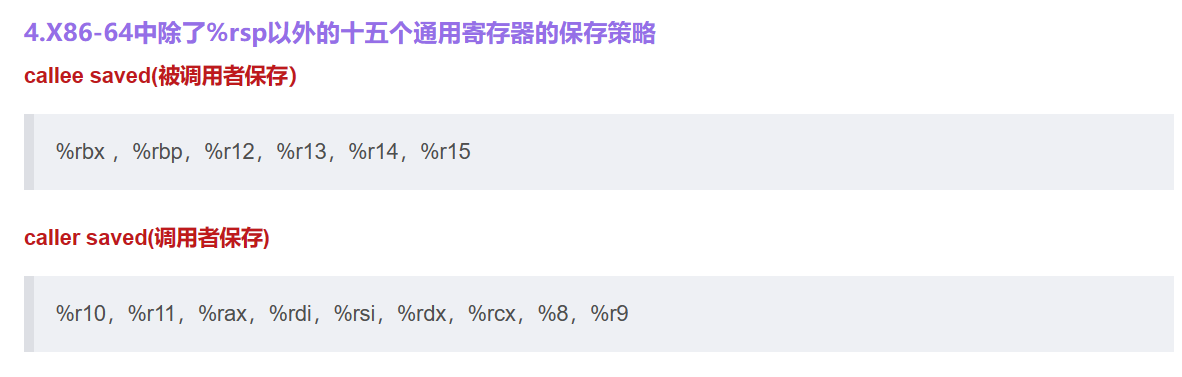 4.X86-64中除了%rsp以外的十五个通用寄存器的保存策略
callee saved(被调用者保存)
%rbx ，%rbp，%r12，%r13，%r14，%r15
caller saved(调用者保存)
%r10，%r11，%rax，%rdi，%rsi，%rdx，%rcx，%8，%r9